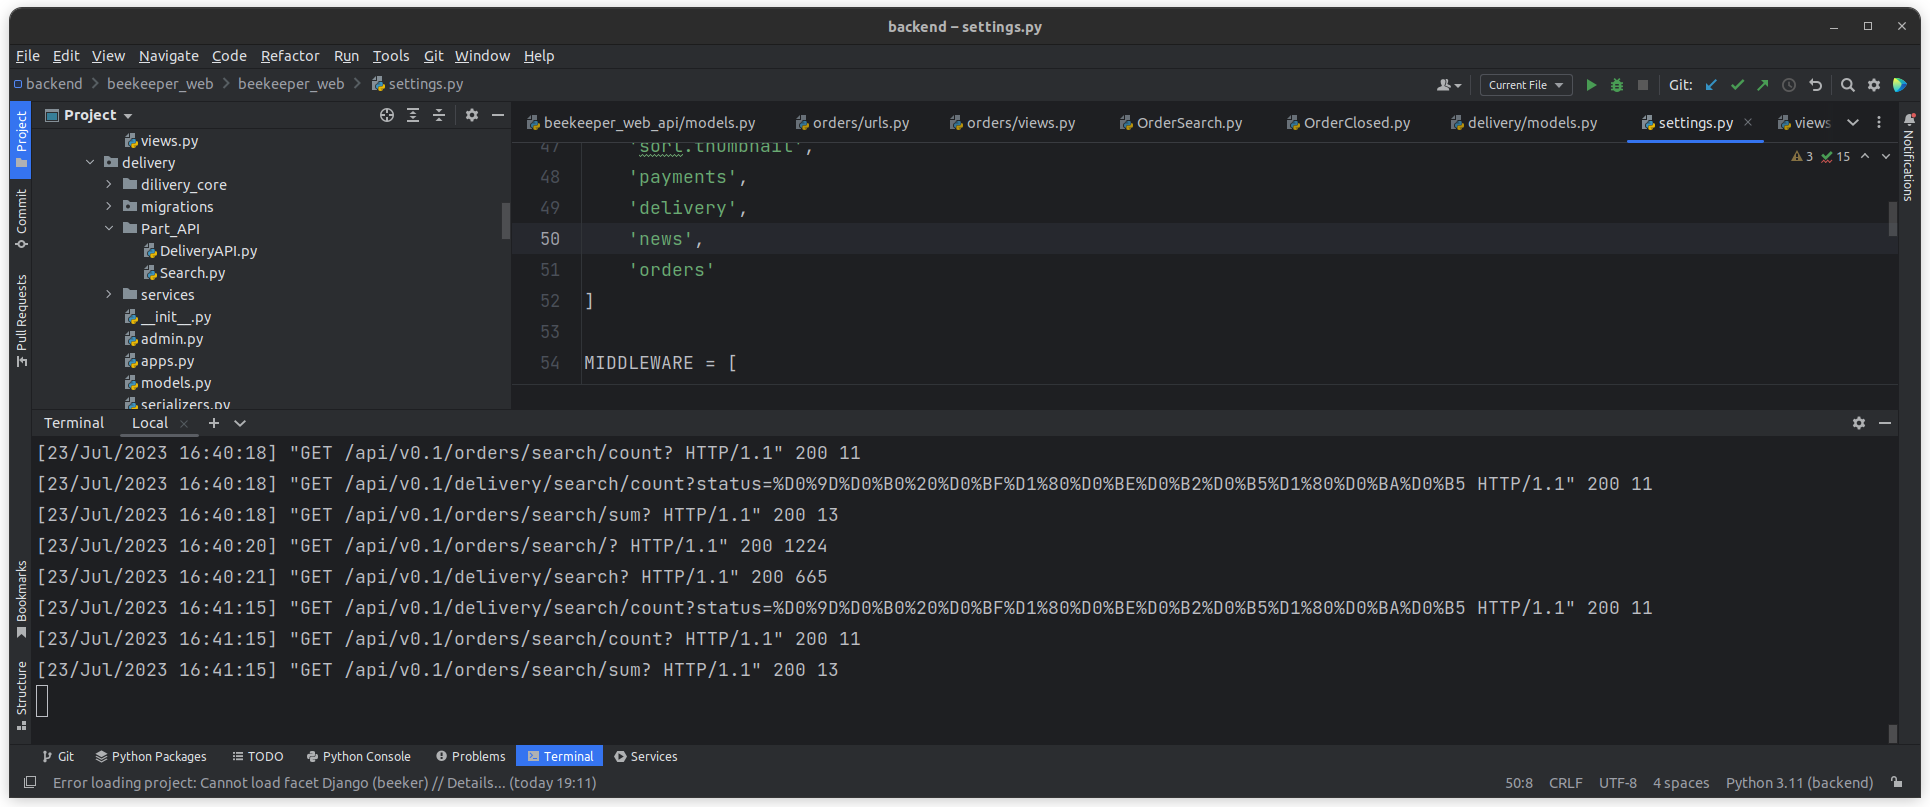 backend – settings.py
File Edit View Navigate Code Refactor Run Tools Git Window Help
backend beekeeper_web beekeeper_web settings.py
Current File Git:
Project
beekeeper_web_api/models.py orders/urls.py orders/views.py OrderSearch.py OrderClosed.py delivery/models.py settings.py views
Project
Commit
Pull Requests
Bookmarks
Structure
Notifications
views.py
delivery
dilivery_core
migrations
Part_API
DeliveryAPI.py
Search.py
services
__init__.py
admin.py
apps.py
models.py
serializers.py
3 15
47 'sorl.thumbnail',
48 'payments',
49 'delivery',
50 'news',
51 'orders'
52 ]
53
54 MIDDLEWARE = [
Terminal Local
[23/Jul/2023 16:40:18] "GET /api/v0.1/orders/search/count? HTTP/1.1" 200 11
[23/Jul/2023 16:40:18] "GET /api/v0.1/delivery/search/count?status=%D0%9D%D0%B0%20%D0%BF%D1%80%D0%BE%D0%B2%D0%B5%D1%80%D0%BA%D0%B5 HTTP/1.1" 200 11
[23/Jul/2023 16:40:18] "GET /api/v0.1/orders/search/sum? HTTP/1.1" 200 13
[23/Jul/2023 16:40:20] "GET /api/v0.1/orders/search/? HTTP/1.1" 200 1224
[23/Jul/2023 16:40:21] "GET /api/v0.1/delivery/search? HTTP/1.1" 200 665
[23/Jul/2023 16:41:15] "GET /api/v0.1/delivery/search/count?status=%D0%9D%D0%B0%20%D0%BF%D1%80%D0%BE%D0%B2%D0%B5%D1%80%D0%BA%D0%B5 HTTP/1.1" 200 11
[23/Jul/2023 16:41:15] "GET /api/v0.1/orders/search/count? HTTP/1.1" 200 11
[23/Jul/2023 16:41:15] "GET /api/v0.1/orders/search/sum? HTTP/1.1" 200 13
Git Python Packages TODO Python Console Problems Terminal Services
Error loading project: Cannot load facet Django (beeker) // Details... (today 19:11) 50:8 CRLF UTF-8 4 spaces Python 3.11 (backend)